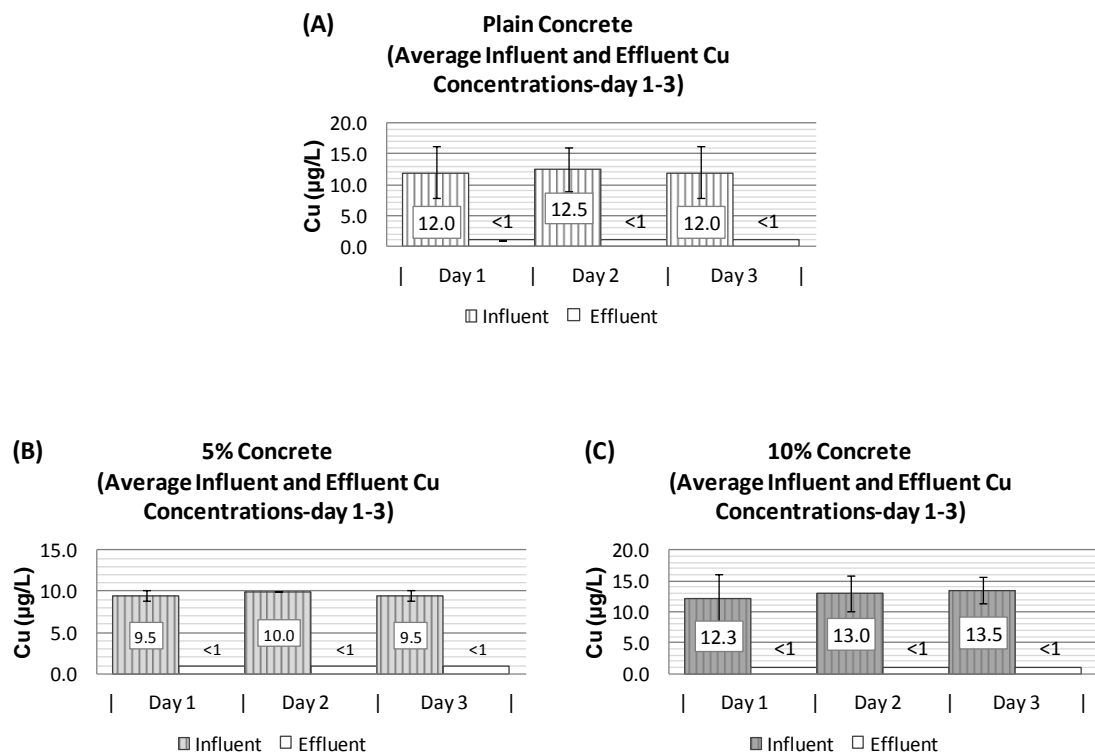 (A)
Plain Concrete
(Average Influent and Effluent Cu
Concentrations-day 1-3)
20.0
15.0
10.0
5.0
0.0
Cu (µg/L)
12.0
<1
12.5
<1
12.0
<1
| Day 1 | Day 2 | Day 3 |
Influent Effluent
(B)
5% Concrete
(Average Influent and Effluent Cu
Concentrations-day 1-3)
15.0
10.0
5.0
0.0
Cu (µg/L)
9.5
<1
10.0
<1
9.5
<1
| Day 1 | Day 2 | Day 3 |
Influent Effluent
(C)
10% Concrete
(Average Influent and Effluent Cu
Concentrations-day 1-3)
20.0
15.0
10.0
5.0
0.0
Cu (µg/L)
12.3
<1
13.0
<1
13.5
<1
| Day 1 | Day 2 | Day 3 |
Influent Effluent